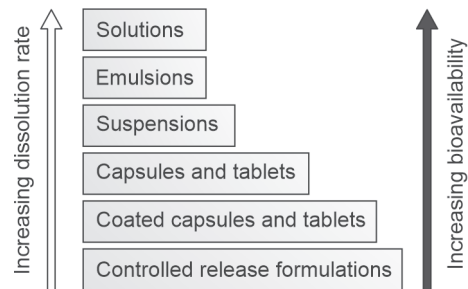 Increasing dissolution rate
Solutions
Emulsions
Suspensions
Capsules and tablets
Coated capsules and tablets
Controlled release formulations
Increasing bioavailability